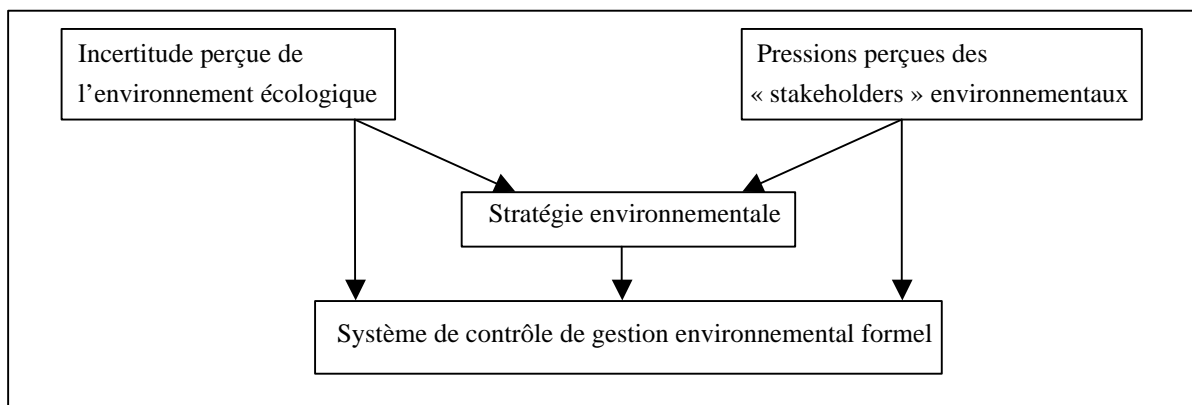 Incertitude perçue de
l'environnement écologique
Pressions perçues des
« stakeholders » environnementaux
Stratégie environnementale
Système de contrôle de gestion environnemental formel